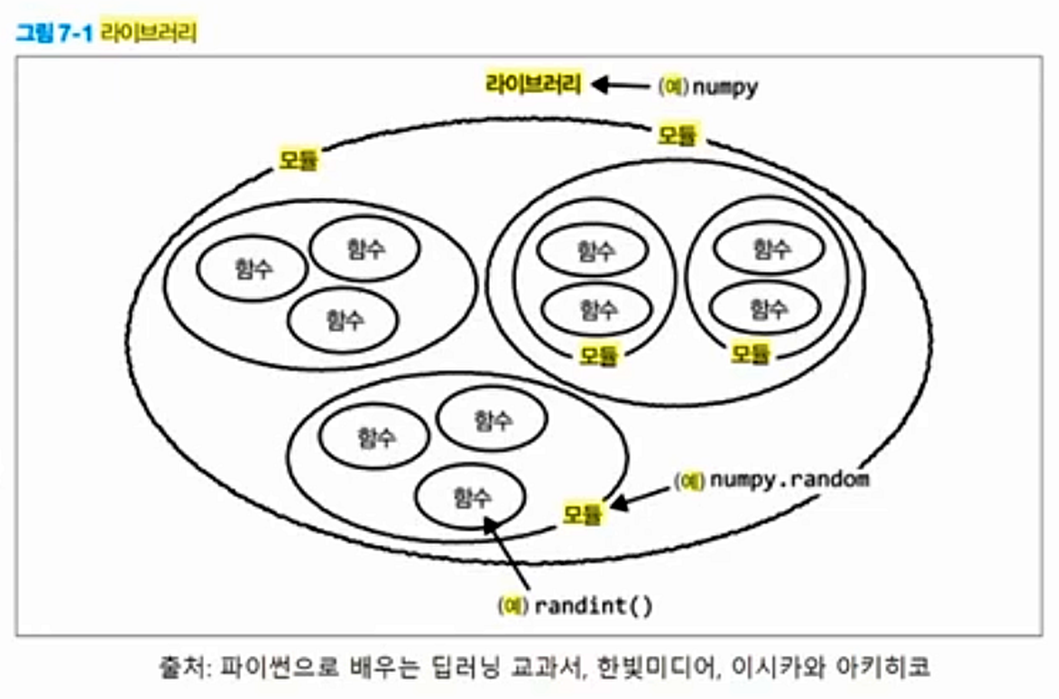 그림 7-1 라이브러리
라이브러리 (예) numpy
모듈
모듈
함수
함수
함수
함수
함수
모듈
함수
함수
모듈
함수
함수
함수
모듈
(예) numpy.random
(예) randint()
출처: 파이썬으로 배우는 딥러닝 교과서, 한빛미디어, 이시카와 아키히코